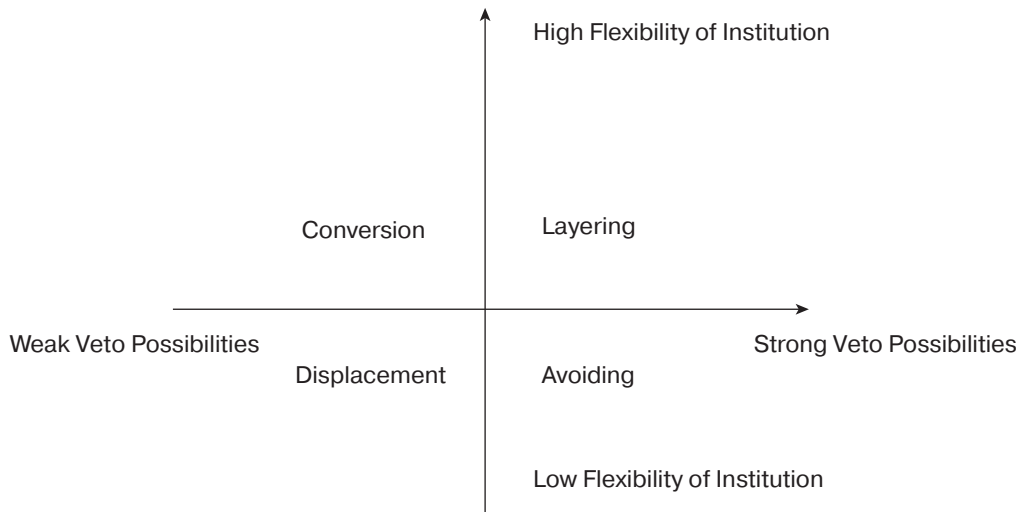 High Flexibility of Institution
Conversion
Layering
Weak Veto Possibilities
Strong Veto Possibilities
Displacement
Avoiding
Low Flexibility of Institution